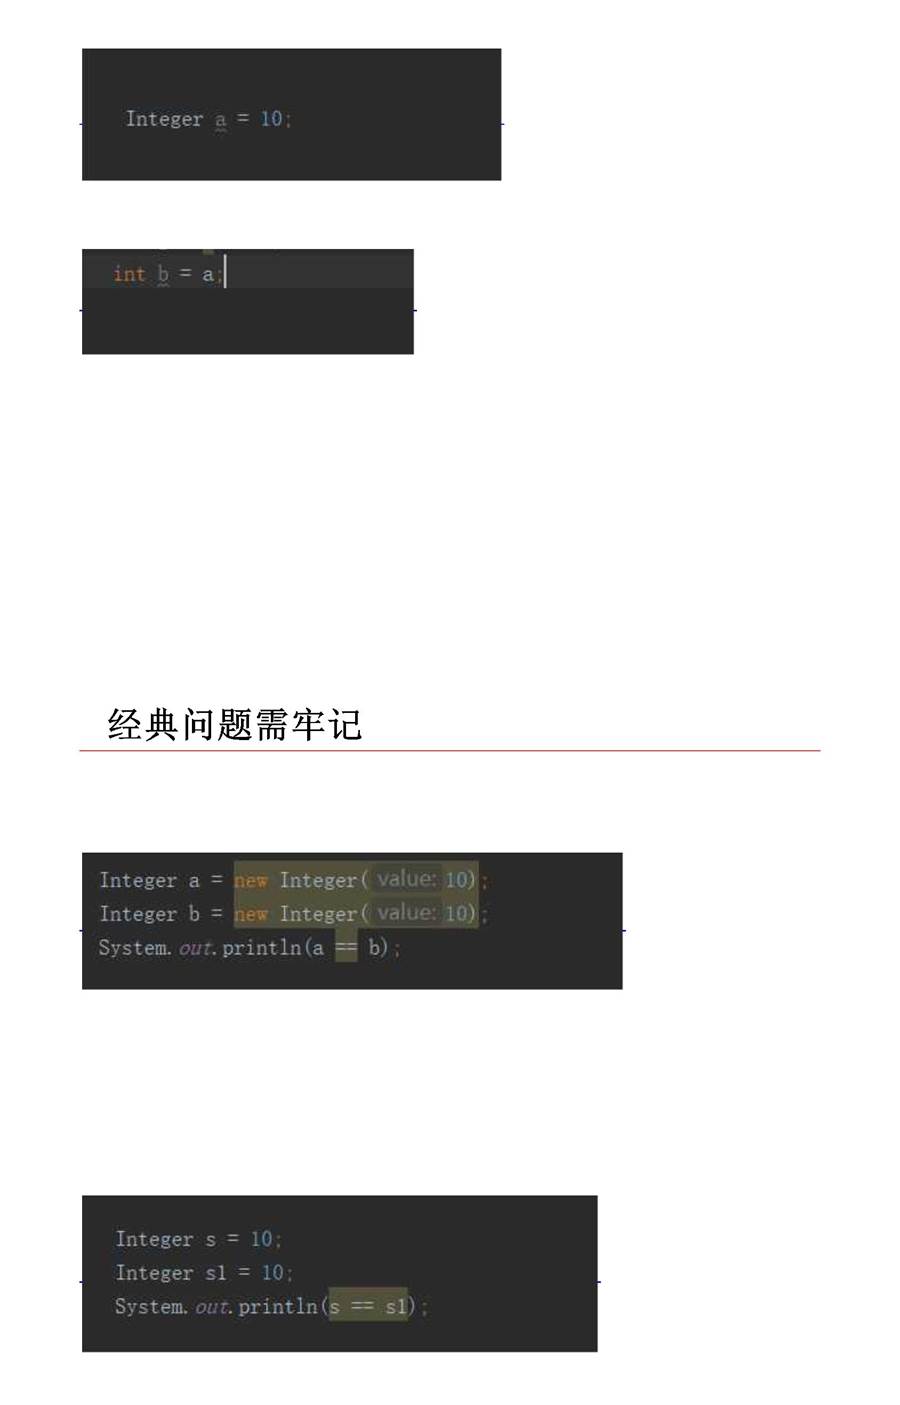 Integer a = 10;
int b = a;
经典问题需牢记
Integer a = new Integer( value: 10);
Integer b = new Integer( value: 10);
System.out.println(a == b);
Integer s = 10;
Integer s1 = 10;
System.out.println(s == s1);